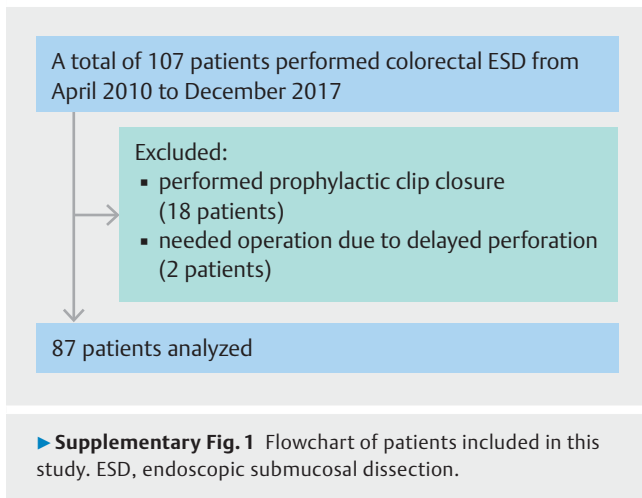 A total of 107 patients performed colorectal ESD from
April 2010 to December 2017
Excluded:
▪ performed prophylactic clip closure
(18 patients)
▪ needed operation due to delayed perforation
(2 patients)
87 patients analyzed
▶ Supplementary Fig. 1 Flowchart of patients included in this
study. ESD, endoscopic submucosal dissection.